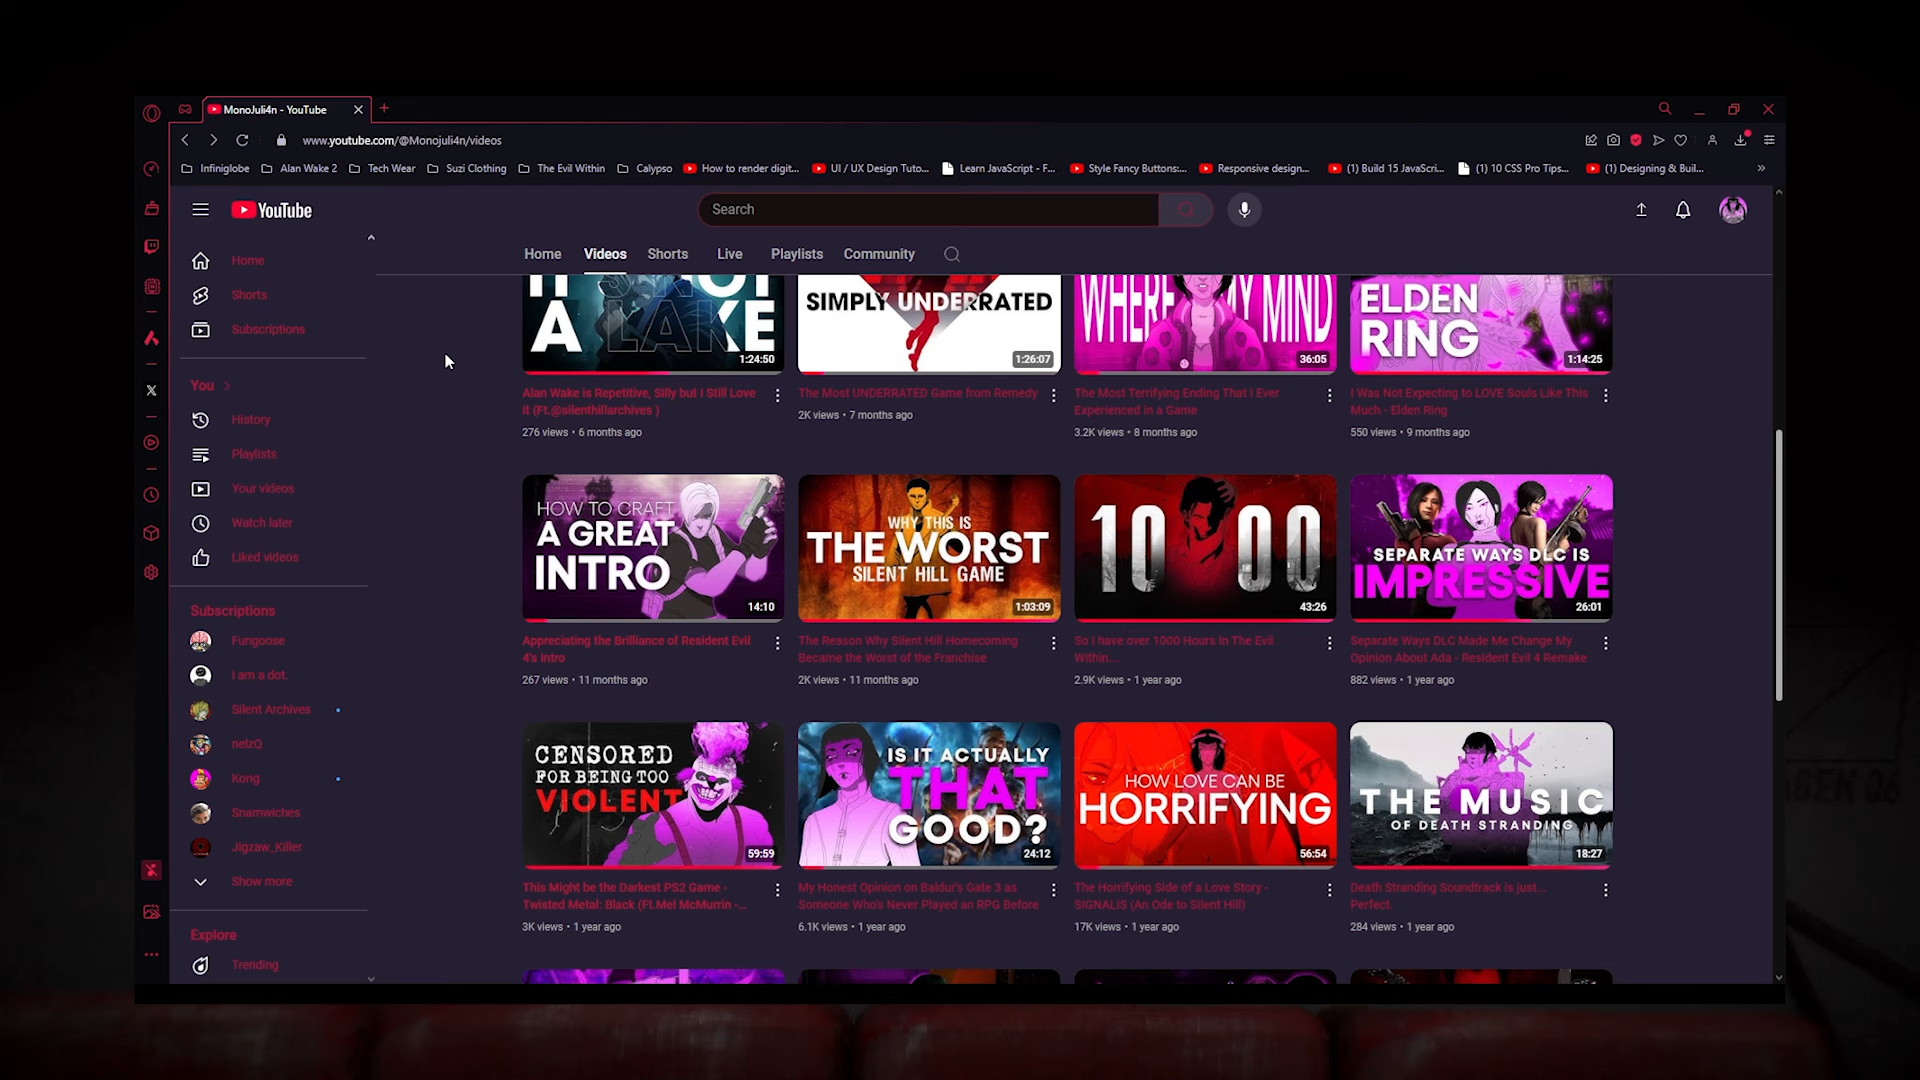 MonoJuli4n - YouTube
www.youtube.com/@Monojuli4n/videos
Infiniglobe
Alan Wake 2
Tech Wear
Suzi Clothing
The Evil Within
Calypso
How to render digit...
UI / UX Design Tuto...
Learn JavaScript - F...
Style Fancy Buttons:...
Responsive design...
(1) Build 15 JavaScri...
(1) 10 CSS Pro Tips...
(1) Designing & Buil...
YouTube
Search
Home
Videos
Shorts
Live
Playlists
Community
Home
Shorts
Subscriptions
You
History
Playlists
Your videos
Watch later
Liked videos
Subscriptions
Fungoose
i am a dot.
Silent Archives
nelzQ
Kong
Snamwiches
Jigzaw_Killer
Show more
Explore
Trending
IT'S NOT
A LAKE
1:24:50
Alan Wake is Repetitive, Silly but I Still Love
it (Ft.@silenthillarchives )
276 views • 6 months ago
SIMPLY UNDERRATED
1:26:07
The Most UNDERRATED Game from Remedy
2K views • 7 months ago
WHERE MY MIND
36:05
The Most Terrifying Ending That I Ever
Experienced in a Game
3.2K views • 8 months ago
ELDEN
RING
1:14:25
I Was Not Expecting to LOVE Souls Like This
Much - Elden Ring
550 views • 9 months ago
HOW TO CRAFT
A GREAT
INTRO
14:10
Appreciating the Brilliance of Resident Evil
4's Intro
267 views • 11 months ago
WHY THIS IS
THE WORST
SILENT HILL GAME
1:03:09
The Reason Why Silent Hill Homecoming
Became the Worst of the Franchise
2K views • 11 months ago
10 00
43:26
So I have over 1000 Hours In The Evil
Within...
2.9K views • 1 year ago
SEPARATE WAYS DLC IS
IMPRESSIVE
26:01
Separate Ways DLC Made Me Change My
Opinion About Ada - Resident Evil 4 Remake
882 views • 1 year ago
CENSORED
FOR BEING TOO
VIOLENT
59:59
This Might be the Darkest PS2 Game -
Twisted Metal: Black (Ft.Mel McMurrin -...
3K views • 1 year ago
IS IT ACTUALLY
THAT
GOOD?
24:12
My Honest Opinion on Baldur's Gate 3 as
Someone Who's Never Played an RPG Before
6.1K views • 1 year ago
HOW LOVE CAN BE
HORRIFYING
56:54
The Horrifying Side of a Love Story -
SIGNALIS (An Ode to Silent Hill)
17K views • 1 year ago
THE MUSIC
OF DEATH STRANDING
18:27
Death Stranding Soundtrack is just...
Perfect.
284 views • 1 year ago